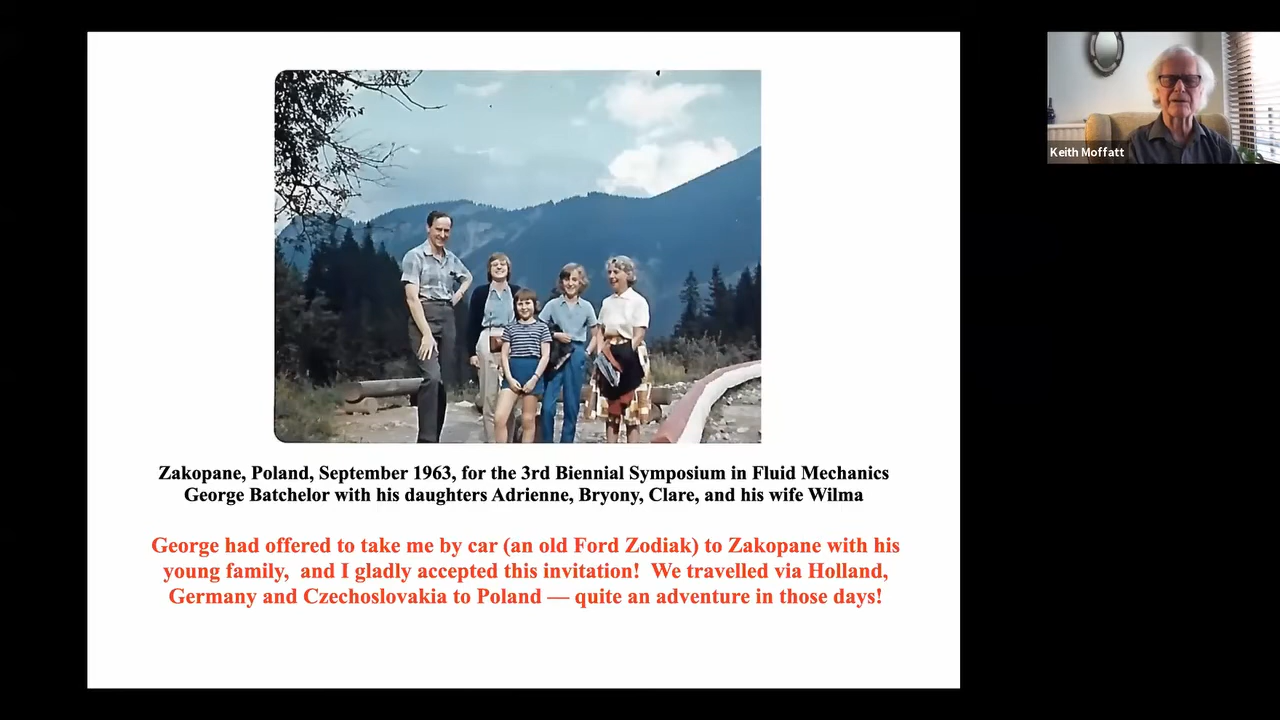 Zakopane, Poland, September 1963, for the 3rd Biennial Symposium in Fluid Mechanics
George Batchelor with his daughters Adrienne, Bryony, Clare, and his wife Wilma
George had offered to take me by car (an old Ford Zodiak) to Zakopane with his
young family,  and I gladly accepted this invitation!  We travelled via Holland,
Germany and Czechoslovakia to Poland — quite an adventure in those days!
Keith Moffatt